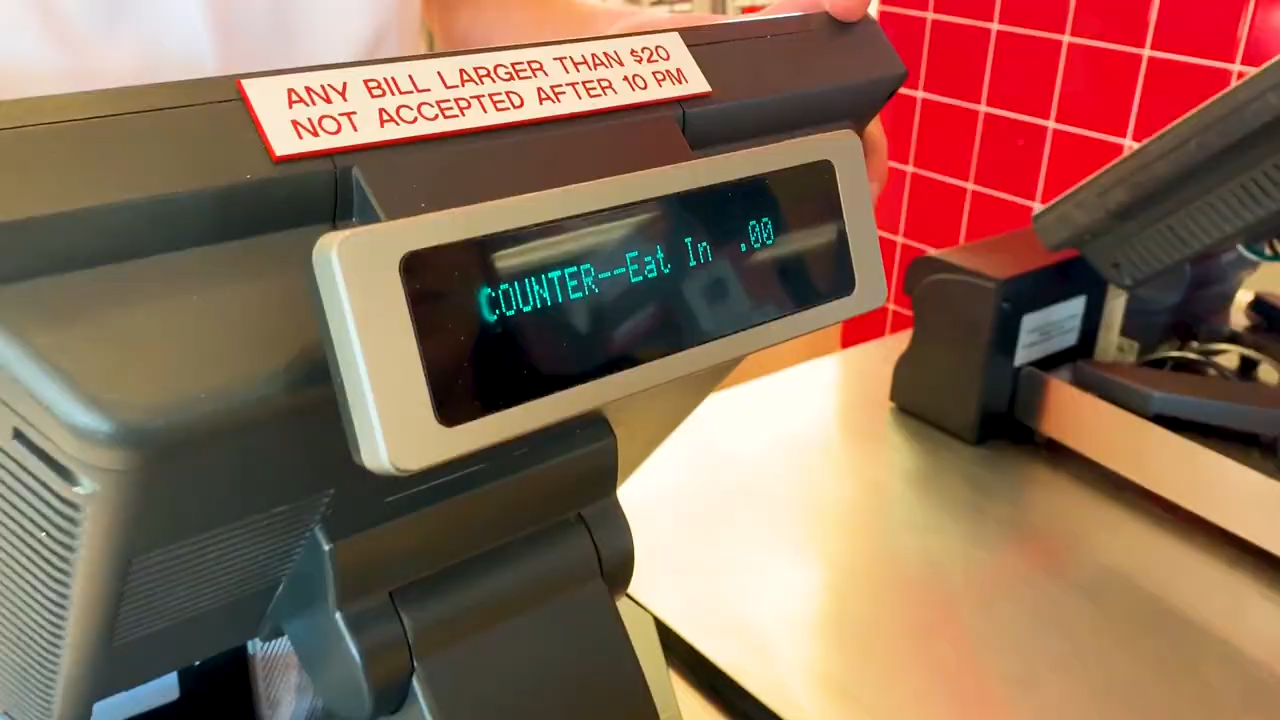 ANY BILL LARGER THAN $20
NOT ACCEPTED AFTER 10 PM
COUNTER--Eat In .00